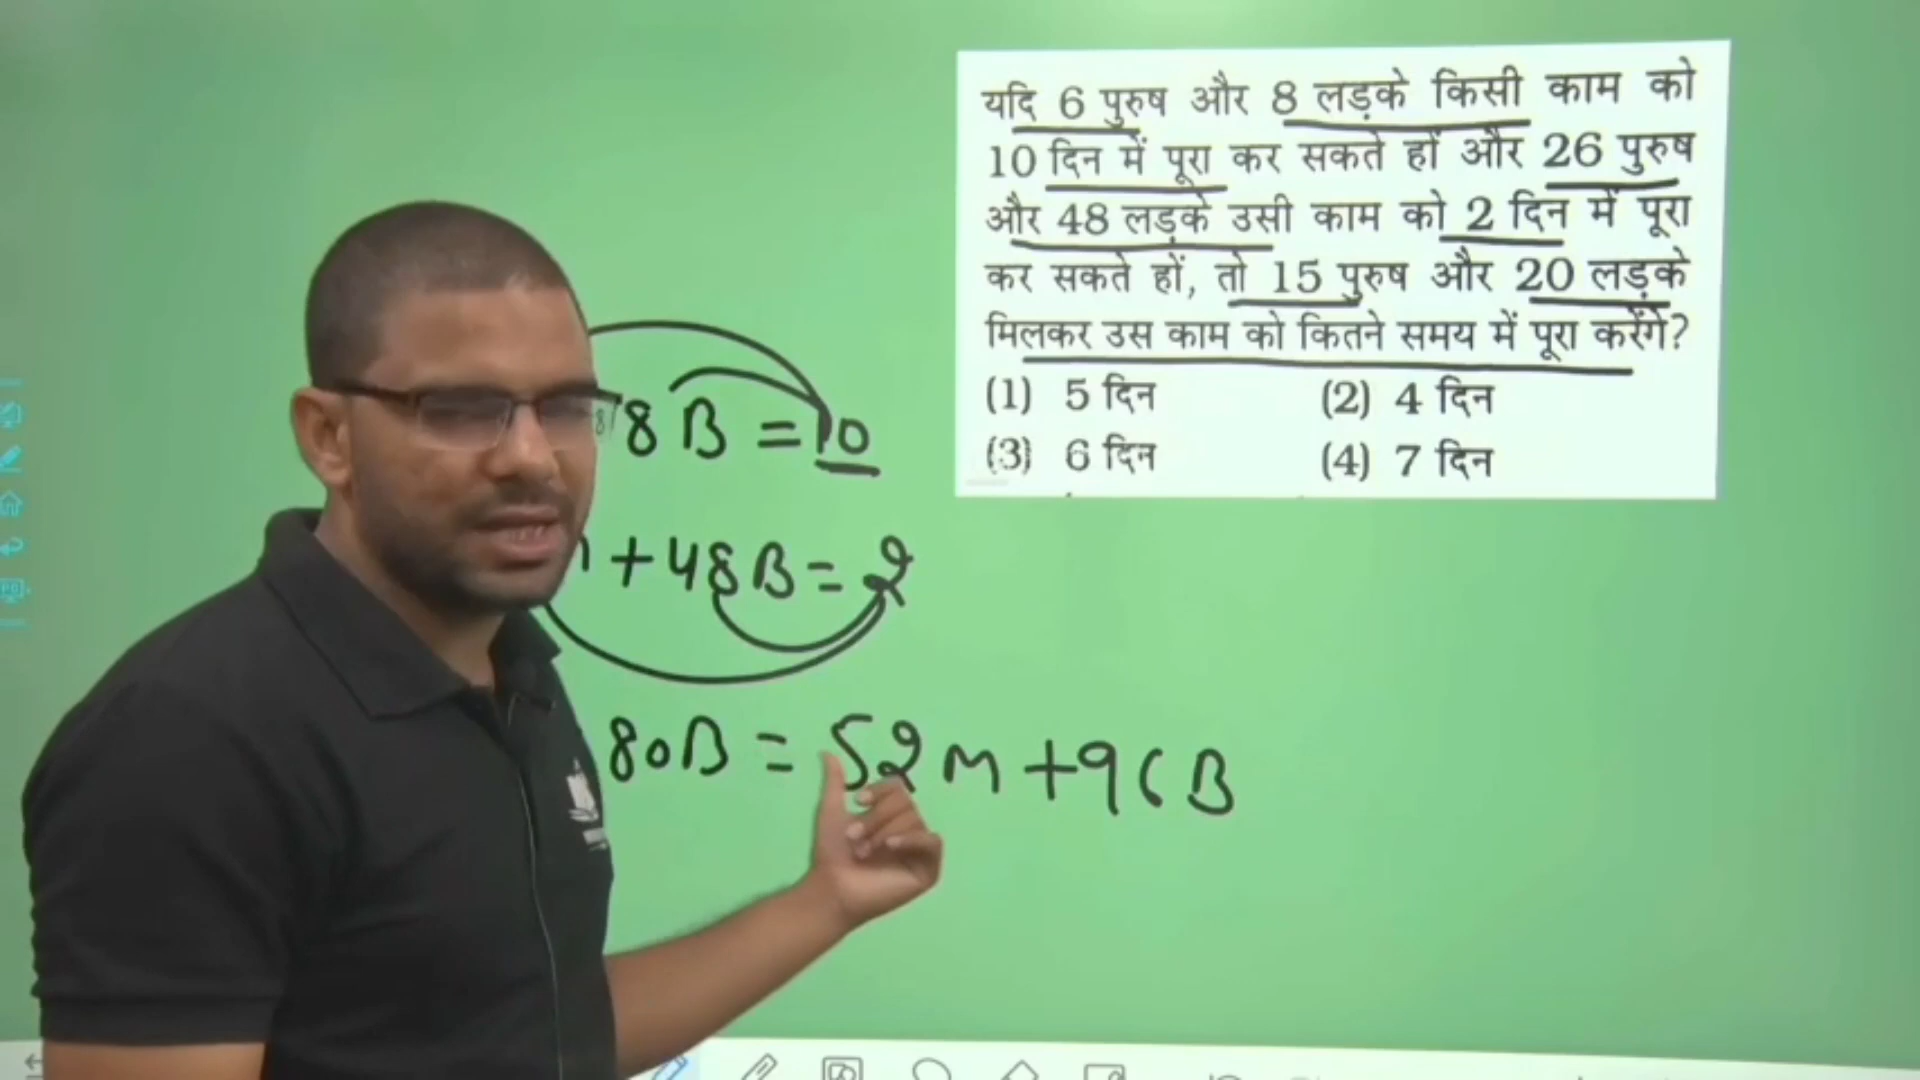 यदि 6 पुरुष और 8 लड़के किसी काम को
10 दिन में पूरा कर सकते हों और 26 पुरुष
और 48 लड़के उसी काम को 2 दिन में पूरा
कर सकते हों, तो 15 पुरुष और 20 लड़के
मिलकर उस काम को कितने समय में पूरा करेंगे?
(1) 5 दिन (2) 4 दिन
(3) 6 दिन (4) 7 दिन
8B = 10
+48B = 2
80B = 52m + 96B